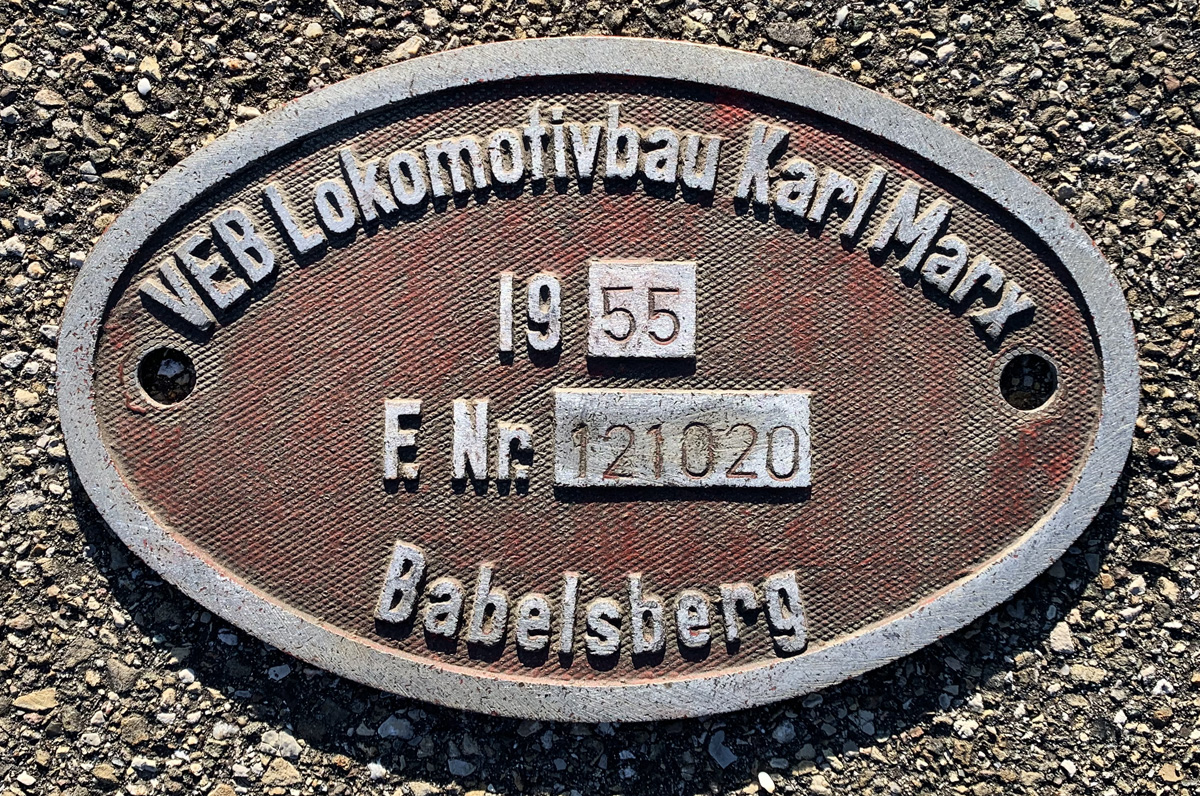 VEB Lokomotivbau Karl Marx
19 55
F. Nr. 121020
Babelsberg